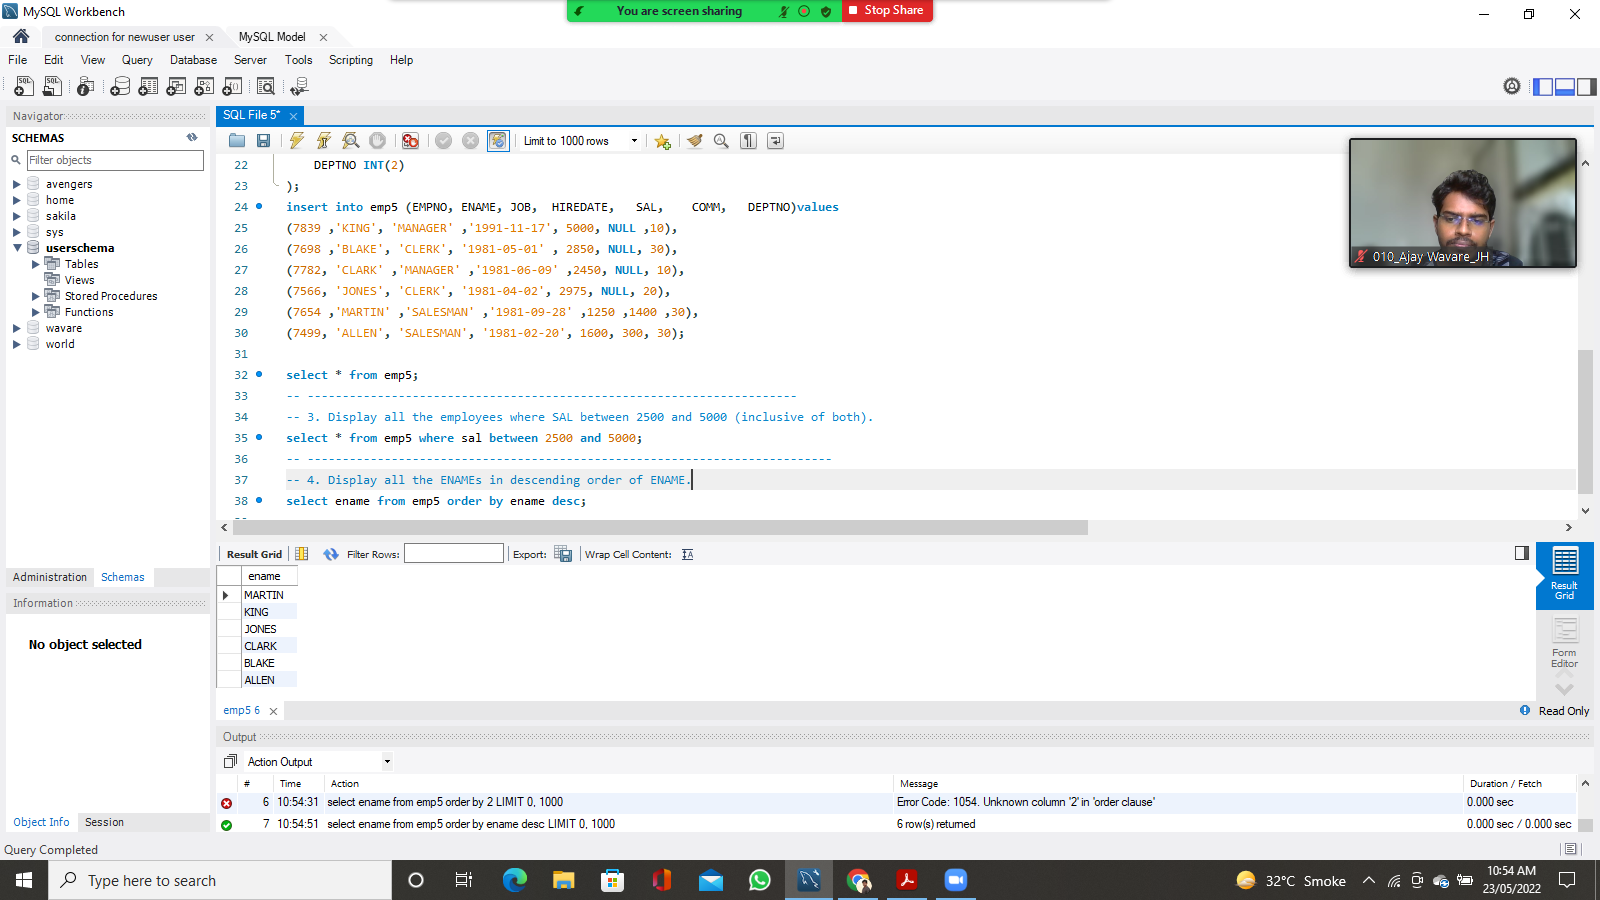 MySQL Workbench
You are screen sharing
Stop Share
connection for newuser user
MySQL Model
File Edit View Query Database Server Tools Scripting Help
Navigator
SCHEMAS
Filter objects
avengers
home
sakila
sys
userschema
Tables
Views
Stored Procedures
Functions
wavare
world
Administration Schemas
Information
No object selected
Object Info Session
SQL File 5*
Limit to 1000 rows
22 DEPTNO INT(2)
23 );
24 insert into emp5 (EMPNO, ENAME, JOB, HIREDATE, SAL, COMM, DEPTNO)values
25 (7839 ,'KING', 'MANAGER' ,'1991-11-17', 5000, NULL ,10),
26 (7698 ,'BLAKE', 'CLERK', '1981-05-01' , 2850, NULL, 30),
27 (7782, 'CLARK' ,'MANAGER' ,'1981-06-09' ,2450, NULL, 10),
28 (7566, 'JONES', 'CLERK', '1981-04-02', 2975, NULL, 20),
29 (7654 ,'MARTIN' ,'SALESMAN' ,'1981-09-28' ,1250 ,1400 ,30),
30 (7499, 'ALLEN', 'SALESMAN', '1981-02-20', 1600, 300, 30);
31
32 select * from emp5;
33 -- ----------------------------------------------------------------------
34 -- 3. Display all the employees where SAL between 2500 and 5000 (inclusive of both).
35 select * from emp5 where sal between 2500 and 5000;
36 -- ---------------------------------------------------------------------------
37 -- 4. Display all the ENAMEs in descending order of ENAME.
38 select ename from emp5 order by ename desc;
010_Ajay Wavare_JH
Result Grid Filter Rows: Export: Wrap Cell Content:
ename
MARTIN
KING
JONES
CLARK
BLAKE
ALLEN
Result Grid
Form Editor
emp5 6
Read Only
Output
Action Output
# Time Action Message Duration / Fetch
6 10:54:31 select ename from emp5 order by 2 LIMIT 0, 1000 Error Code: 1054. Unknown column '2' in 'order clause' 0.000 sec
7 10:54:51 select ename from emp5 order by ename desc LIMIT 0, 1000 6 row(s) returned 0.000 sec / 0.000 sec
Query Completed
Type here to search
32°C Smoke
10:54 AM
23/05/2022